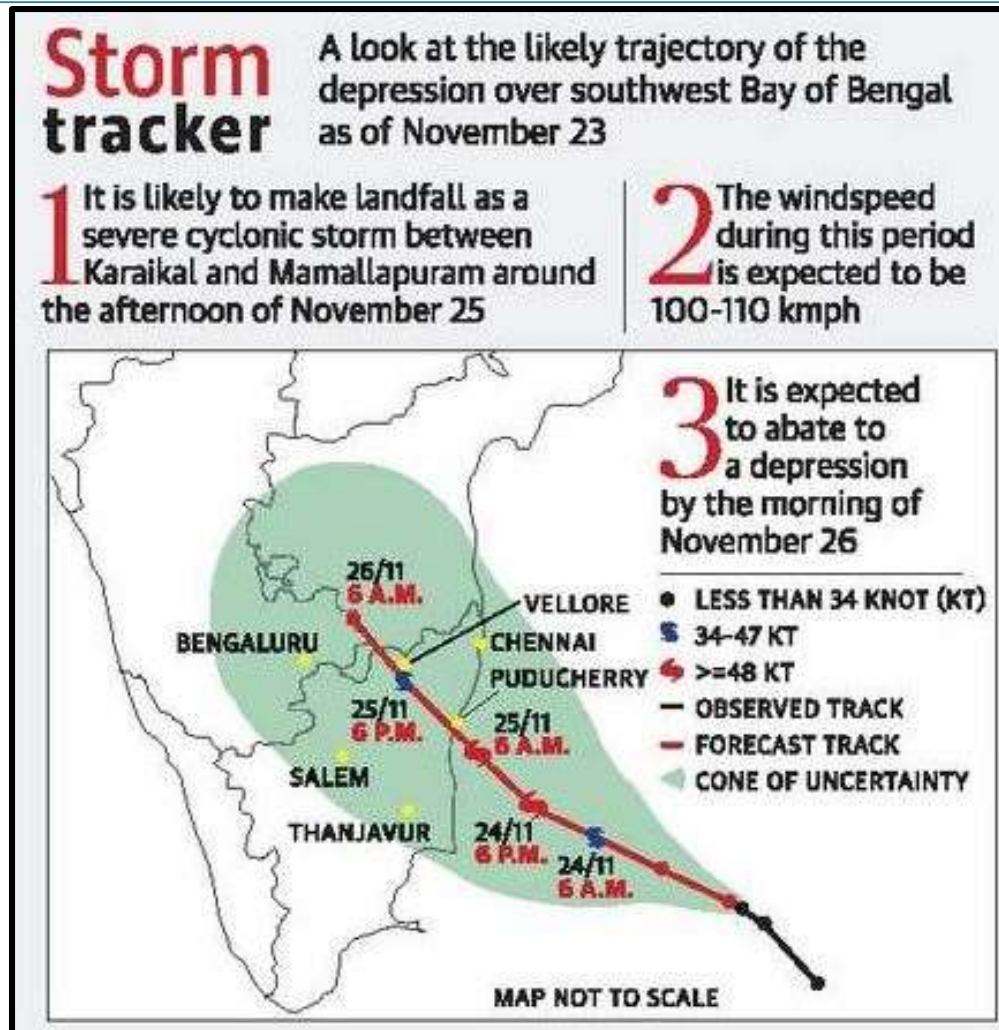 Storm
tracker
A look at the likely trajectory of the
depression over southwest Bay of Bengal
as of November 23
1 It is likely to make landfall as a
severe cyclonic storm between
Karaikal and Mamallapuram around
the afternoon of November 25
2 The windspeed
during this period
is expected to be
100-110 kmph
3 It is expected
to abate to
a depression
by the morning of
November 26
26/11
6 A.M.
VELLORE
BENGALURU
CHENNAI
PUDUCHERRY
25/11
6 P.M.
25/11
6 A.M.
SALEM
THANJAVUR
24/11
6 P.M.
24/11
6 A.M.
LESS THAN 34 KNOT (KT)
34-47 KT
>=48 KT
OBSERVED TRACK
FORECAST TRACK
CONE OF UNCERTAINTY
MAP NOT TO SCALE